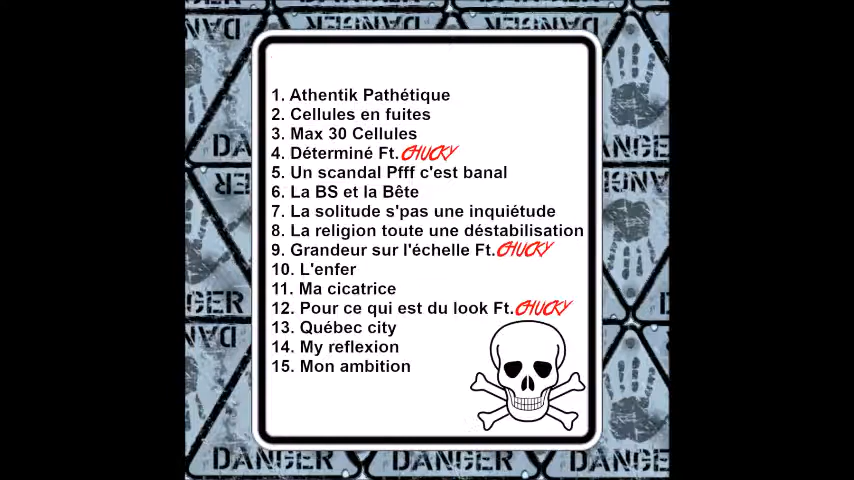 DANGER
DANGER
1. Athentik Pathétique
2. Cellules en fuites
3. Max 30 Cellules
4. Déterminé Ft. CHUCKY
5. Un scandal Pfff c'est banal
6. La BS et la Bête
7. La solitude s'pas une inquiétude
8. La religion toute une déstabilisation
9. Grandeur sur l'échelle Ft. CHUCKY
10. L'enfer
11. Ma cicatrice
12. Pour ce qui est du look Ft. CHUCKY
13. Québec city
14. My reflexion
15. Mon ambition
DANGER
DANGER
DANGE